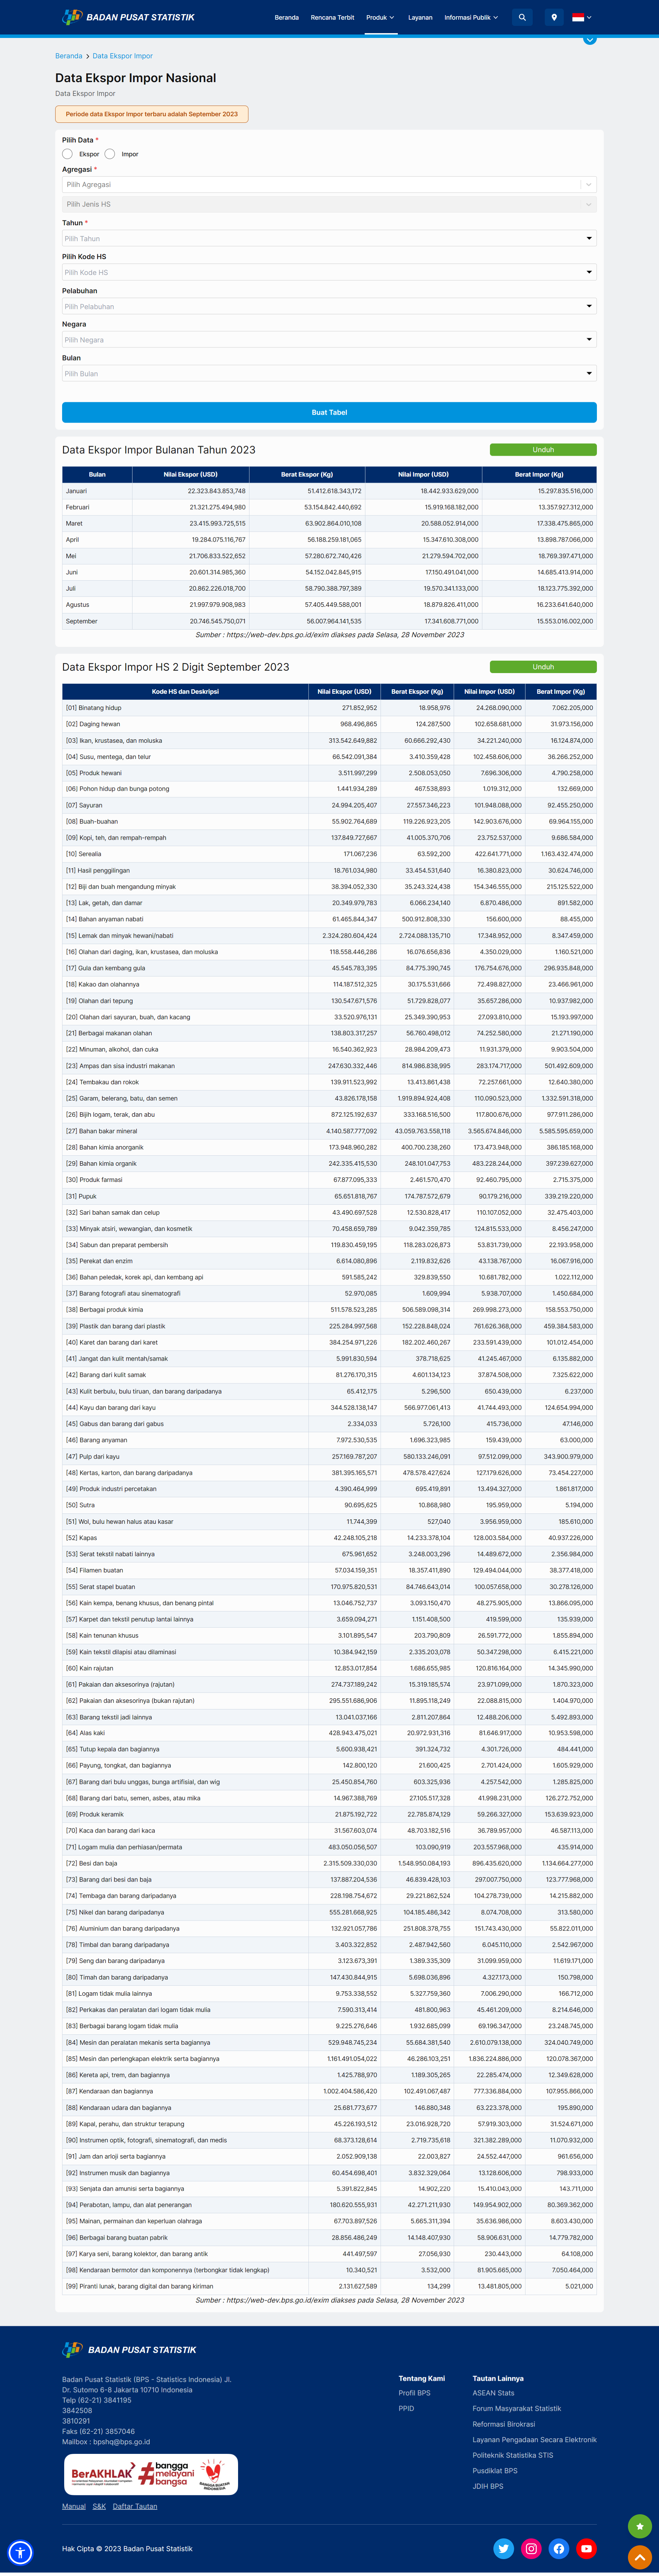 BADAN PUSAT STATISTIK
Beranda Rencana Terbit Produk Layanan Informasi Publik
Beranda > Data Ekspor Impor
Data Ekspor Impor Nasional
Data Ekspor Impor
Periode data Ekspor Impor terbaru adalah September 2023
Pilih Data *
Ekspor Impor
Agregasi *
Pilih Agregasi
Pilih Jenis HS
Tahun *
Pilih Tahun
Pilih Kode HS
Pilih Kode HS
Pelabuhan
Pilih Pelabuhan
Negara
Pilih Negara
Bulan
Pilih Bulan
Buat Tabel
Data Ekspor Impor Bulanan Tahun 2023 Unduh
Bulan Nilai Ekspor (USD) Berat Ekspor (Kg) Nilai Impor (USD) Berat Impor (Kg)
Januari 22.323.843.853,748 51.412.618.343,172 18.442.933.629,000 15.297.835.516,000
Februari 21.321.275.494,980 53.154.842.440,692 15.919.168.182,000 13.357.927.312,000
Maret 23.415.993.725,515 63.902.864.010,108 20.588.052.914,000 17.338.475.865,000
April 19.284.075.116,767 56.188.259.181,065 15.347.610.308,000 13.898.787.066,000
Mei 21.706.833.522,652 57.280.672.740,426 21.279.594.702,000 18.769.397.471,000
Juni 20.601.314.985,360 54.152.042.845,915 17.150.491.041,000 14.685.413.914,000
Juli 20.862.226.018,700 58.790.388.797,389 19.570.341.133,000 18.123.775.392,000
Agustus 21.997.979.908,983 57.405.449.588,001 18.879.826.411,000 16.233.641.640,000
September 20.746.545.750,071 56.007.964.141,535 17.341.608.771,000 15.553.016.002,000
Sumber : https://web-dev.bps.go.id/exim diakses pada Selasa, 28 November 2023
Data Ekspor Impor HS 2 Digit September 2023 Unduh
Kode HS dan Deskripsi Nilai Ekspor (USD) Berat Ekspor (Kg) Nilai Impor (USD) Berat Impor (Kg)
[01] Binatang hidup 271.852,952 18.958,976 24.268.090,000 7.062.205,000
[02] Daging hewan 968.496,865 124.287,500 102.658.681,000 31.973.156,000
[03] Ikan, krustasea, dan moluska 313.542.649,882 60.666.292,430 34.221.240,000 16.124.874,000
[04] Susu, mentega, dan telur 66.542.091,384 3.410.359,428 102.458.606,000 36.266.252,000
[05] Produk hewani 3.511.997,299 2.508.053,050 7.696.306,000 4.790.258,000
[06] Pohon hidup dan bunga potong 1.441.934,289 467.538,893 1.019.312,000 132.669,000
[07] Sayuran 24.994.205,407 27.557.346,223 101.948.088,000 92.455.250,000
[08] Buah-buahan 55.902.764,689 119.226.923,205 142.903.676,000 69.964.155,000
[09] Kopi, teh, dan rempah-rempah 137.849.727,667 41.005.370,706 23.752.537,000 9.686.584,000
[10] Serealia 171.067,236 63.592,200 422.641.771,000 1.163.432.474,000
[11] Hasil penggilingan 18.761.034,980 33.454.531,640 16.380.823,000 30.624.746,000
[12] Biji dan buah mengandung minyak 38.394.052,330 35.243.324,438 154.346.555,000 215.125.522,000
[13] Lak, getah, dan damar 20.349.979,783 6.066.234,140 6.870.486,000 891.582,000
[14] Bahan anyaman nabati 61.465.844,347 500.912.808,330 156.600,000 88.455,000
[15] Lemak dan minyak hewani/nabati 2.324.280.604,424 2.724.088.135,710 17.348.952,000 8.347.459,000
[16] Olahan dari daging, ikan, krustasea, dan moluska 118.558.446,286 16.076.656,836 4.350.029,000 1.160.521,000
[17] Gula dan kembang gula 45.545.783,395 84.775.390,745 176.754.676,000 296.935.848,000
[18] Kakao dan olahannya 114.187.512,325 30.175.531,666 72.498.827,000 23.466.961,000
[19] Olahan dari tepung 130.547.671,576 51.729.828,077 35.657.286,000 10.937.982,000
[20] Olahan dari sayuran, buah, dan kacang 33.520.976,131 25.349.390,953 27.093.810,000 15.193.997,000
[21] Berbagai makanan olahan 138.803.317,257 56.760.498,012 74.252.580,000 21.271.190,000
[22] Minuman, alkohol, dan cuka 16.540.362,923 28.984.209,473 11.931.379,000 9.903.504,000
[23] Ampas dan sisa industri makanan 247.630.332,446 814.986.838,995 283.174.717,000 501.492.609,000
[24] Tembakau dan rokok 139.911.523,992 13.413.861,438 72.257.661,000 12.640.380,000
[25] Garam, belerang, batu, dan semen 43.826.178,158 1.919.894.924,408 110.090.523,000 1.332.591.318,000
[26] Bijih logam, terak, dan abu 872.125.192,637 333.168.516,500 117.800.676,000 977.911.286,000
[27] Bahan bakar mineral 4.140.587.777,092 43.059.763.558,118 3.565.674.846,000 5.585.595.659,000
[28] Bahan kimia anorganik 173.948.960,282 400.700.238,260 173.473.948,000 386.185.168,000
[29] Bahan kimia organik 242.335.415,530 248.101.047,753 483.228.244,000 397.239.627,000
[30] Produk farmasi 67.877.095,333 2.461.570,470 92.460.795,000 2.715.375,000
[31] Pupuk 65.651.818,767 174.787.572,679 90.179.216,000 339.219.220,000
[32] Sari bahan samak dan celup 43.490.697,528 12.530.828,417 110.107.052,000 32.475.403,000
[33] Minyak atsiri, wewangian, dan kosmetik 70.458.659,789 9.042.359,785 124.815.533,000 8.456.247,000
[34] Sabun dan preparat pembersih 119.830.459,195 118.283.026,873 53.831.739,000 22.193.958,000
[35] Perekat dan enzim 6.614.080,896 2.119.832,626 43.138.767,000 16.067.916,000
[36] Bahan peledak, korek api, dan kembang api 591.585,242 329.839,550 10.681.782,000 1.022.112,000
[37] Barang fotografi atau sinematografi 52.970,085 1.609,994 5.938.707,000 1.450.684,000
[38] Berbagai produk kimia 511.578.523,285 506.589.098,314 269.998.273,000 158.553.750,000
[39] Plastik dan barang dari plastik 225.284.997,568 152.228.848,024 761.626.368,000 459.384.583,000
[40] Karet dan barang dari karet 384.254.971,226 182.202.460,267 233.591.439,000 101.012.454,000
[41] Jangat dan kulit mentah/samak 5.991.830,594 378.718,625 41.245.467,000 6.135.882,000
[42] Barang dari kulit samak 81.276.170,315 4.601.134,123 37.874.508,000 7.325.622,000
[43] Kulit berbulu, bulu tiruan, dan barang daripadanya 65.412,175 5.296,500 650.439,000 6.237,000
[44] Kayu dan barang dari kayu 344.528.138,147 566.977.061,413 41.744.493,000 124.654.994,000
[45] Gabus dan barang dari gabus 2.334,033 5.726,100 415.736,000 47.146,000
[46] Barang anyaman 7.972.530,535 1.696.323,985 159.439,000 63.000,000
[47] Pulp dari kayu 257.169.787,207 580.133.246,091 97.512.099,000 343.900.979,000
[48] Kertas, karton, dan barang daripadanya 381.395.165,571 478.578.427,624 127.179.626,000 73.454.227,000
[49] Produk industri percetakan 4.390.464,999 695.419,891 13.494.327,000 1.861.817,000
[50] Sutra 90.695,625 10.868,980 195.959,000 5.194,000
[51] Wol, bulu hewan halus atau kasar 11.744,399 527,040 3.956.959,000 185.610,000
[52] Kapas 42.248.105,218 14.233.378,104 128.003.584,000 40.937.226,000
[53] Serat tekstil nabati lainnya 675.961,652 3.248.003,296 14.489.672,000 2.356.984,000
[54] Filamen buatan 57.034.159,351 18.357.411,890 129.494.044,000 38.377.418,000
[55] Serat stapel buatan 170.975.820,531 84.746.643,014 100.057.658,000 30.278.126,000
[56] Kain kempa, benang khusus, dan benang pintal 13.046.752,737 3.093.150,470 48.275.905,000 13.866.095,000
[57] Karpet dan tekstil penutup lantai lainnya 3.659.094,271 1.151.408,500 419.599,000 135.939,000
[58] Kain tenunan khusus 3.101.895,547 203.790,809 26.591.772,000 1.855.894,000
[59] Kain tekstil dilapisi atau dilaminasi 10.384.942,159 2.335.203,078 50.347.298,000 6.415.221,000
[60] Kain rajutan 12.853.017,854 1.686.655,985 120.816.164,000 14.345.990,000
[61] Pakaian dan aksesorinya (rajutan) 274.737.189,242 15.319.185,574 23.971.099,000 1.870.323,000
[62] Pakaian dan aksesorinya (bukan rajutan) 295.551.686,906 11.895.118,249 22.088.815,000 1.404.970,000
[63] Barang tekstil jadi lainnya 13.041.037,166 2.811.207,864 12.488.206,000 5.492.893,000
[64] Alas kaki 428.943.475,021 20.972.931,316 81.646.917,000 10.953.598,000
[65] Tutup kepala dan bagiannya 5.600.938,421 391.324,732 4.301.726,000 484.441,000
[66] Payung, tongkat, dan bagiannya 142.800,120 21.600,425 2.701.424,000 1.605.929,000
[67] Barang dari bulu unggas, bunga artifisial, dan wig 25.450.854,760 603.325,936 4.257.542,000 1.285.825,000
[68] Barang dari batu, semen, asbes, atau mika 14.967.388,769 27.105.517,328 41.998.231,000 126.272.752,000
[69] Produk keramik 21.875.192,722 22.785.874,129 59.266.327,000 153.639.923,000
[70] Kaca dan barang dari kaca 31.567.603,074 48.703.182,516 36.789.957,000 46.587.113,000
[71] Logam mulia dan perhiasan/permata 483.050.056,507 103.090,919 203.557.968,000 435.914,000
[72] Besi dan baja 2.315.509.330,030 1.548.950.084,193 896.435.620,000 1.134.664.277,000
[73] Barang dari besi dan baja 137.887.204,536 46.839.428,103 297.007.750,000 123.777.968,000
[74] Tembaga dan barang daripadanya 228.198.754,672 29.221.862,524 104.278.739,000 14.215.882,000
[75] Nikel dan barang daripadanya 555.281.668,925 104.185.486,342 8.074.708,000 313.580,000
[76] Aluminium dan barang daripadanya 132.921.057,786 251.808.378,755 151.743.430,000 55.822.011,000
[78] Timbal dan barang daripadanya 3.403.322,852 2.487.942,560 6.045.110,000 2.542.967,000
[79] Seng dan barang daripadanya 3.123.673,391 1.389.335,309 31.099.959,000 11.619.171,000
[80] Timah dan barang daripadanya 147.430.844,915 5.698.036,896 4.327.173,000 150.798,000
[81] Logam tidak mulia lainnya 9.753.338,552 5.327.759,360 7.006.290,000 166.712,000
[82] Perkakas dan peralatan dari logam tidak mulia 7.590.313,414 481.800,963 45.461.209,000 8.214.646,000
[83] Berbagai barang logam tidak mulia 9.225.276,646 1.932.685,099 69.196.347,000 23.248.745,000
[84] Mesin dan peralatan mekanis serta bagiannya 529.948.745,234 55.684.381,540 2.610.079.138,000 324.040.749,000
[85] Mesin dan perlengkapan elektrik serta bagiannya 1.161.491.054,022 46.286.103,251 1.836.224.886,000 120.078.367,000
[86] Kereta api, trem, dan bagiannya 1.425.788,970 1.189.305,265 22.285.474,000 12.349.628,000
[87] Kendaraan dan bagiannya 1.002.404.586,420 102.491.067,487 777.336.884,000 107.955.866,000
[88] Kendaraan udara dan bagiannya 25.681.773,677 146.880,348 63.223.378,000 195.890,000
[89] Kapal, perahu, dan struktur terapung 45.226.193,512 23.016.928,720 57.919.303,000 31.524.671,000
[90] Instrumen optik, fotografi, sinematografi, dan medis 68.373.128,614 2.719.735,618 321.382.289,000 11.070.932,000
[91] Jam dan arloji serta bagiannya 2.052.909,138 22.003,827 24.552.447,000 961.656,000
[92] Instrumen musik dan bagiannya 60.454.698,401 3.832.329,064 13.128.606,000 798.933,000
[93] Senjata dan amunisi serta bagiannya 5.391.822,845 14.902,220 15.410.043,000 143.711,000
[94] Perabotan, lampu, dan alat penerangan 180.620.555,931 42.271.211,930 149.954.902,000 80.369.362,000
[95] Mainan, permainan dan keperluan olahraga 67.703.897,526 5.665.311,394 35.636.986,000 8.603.430,000
[96] Berbagai barang buatan pabrik 28.856.486,249 14.148.407,930 58.906.631,000 14.779.782,000
[97] Karya seni, barang kolektor, dan barang antik 441.497,597 27.056,930 230.443,000 64.108,000
[98] Kendaraan bermotor dan komponennya (terbongkar tidak lengkap) 10.340,521 3.532,000 81.905.665,000 7.050.464,000
[99] Piranti lunak, barang digital dan barang kiriman 2.131.627,589 134,299 13.481.805,000 5.021,000
Sumber : https://web-dev.bps.go.id/exim diakses pada Selasa, 28 November 2023
BADAN PUSAT STATISTIK
Badan Pusat Statistik (BPS - Statistics Indonesia) Jl.
Dr. Sutomo 6-8 Jakarta 10710 Indonesia
Telp (62-21) 3841195
3842508
3810291
Faks (62-21) 3857046
Mailbox : bpshq@bps.go.id
BerAKHLAK
#bangga melayani bangsa
BANGGA BUATAN INDONESIA
Manual S&K Daftar Tautan
Tentang Kami
Profil BPS
PPID
Tautan Lainnya
ASEAN Stats
Forum Masyarakat Statistik
Reformasi Birokrasi
Layanan Pengadaan Secara Elektronik
Politeknik Statistika STIS
Pusdiklat BPS
JDIH BPS
Hak Cipta © 2023 Badan Pusat Statistik